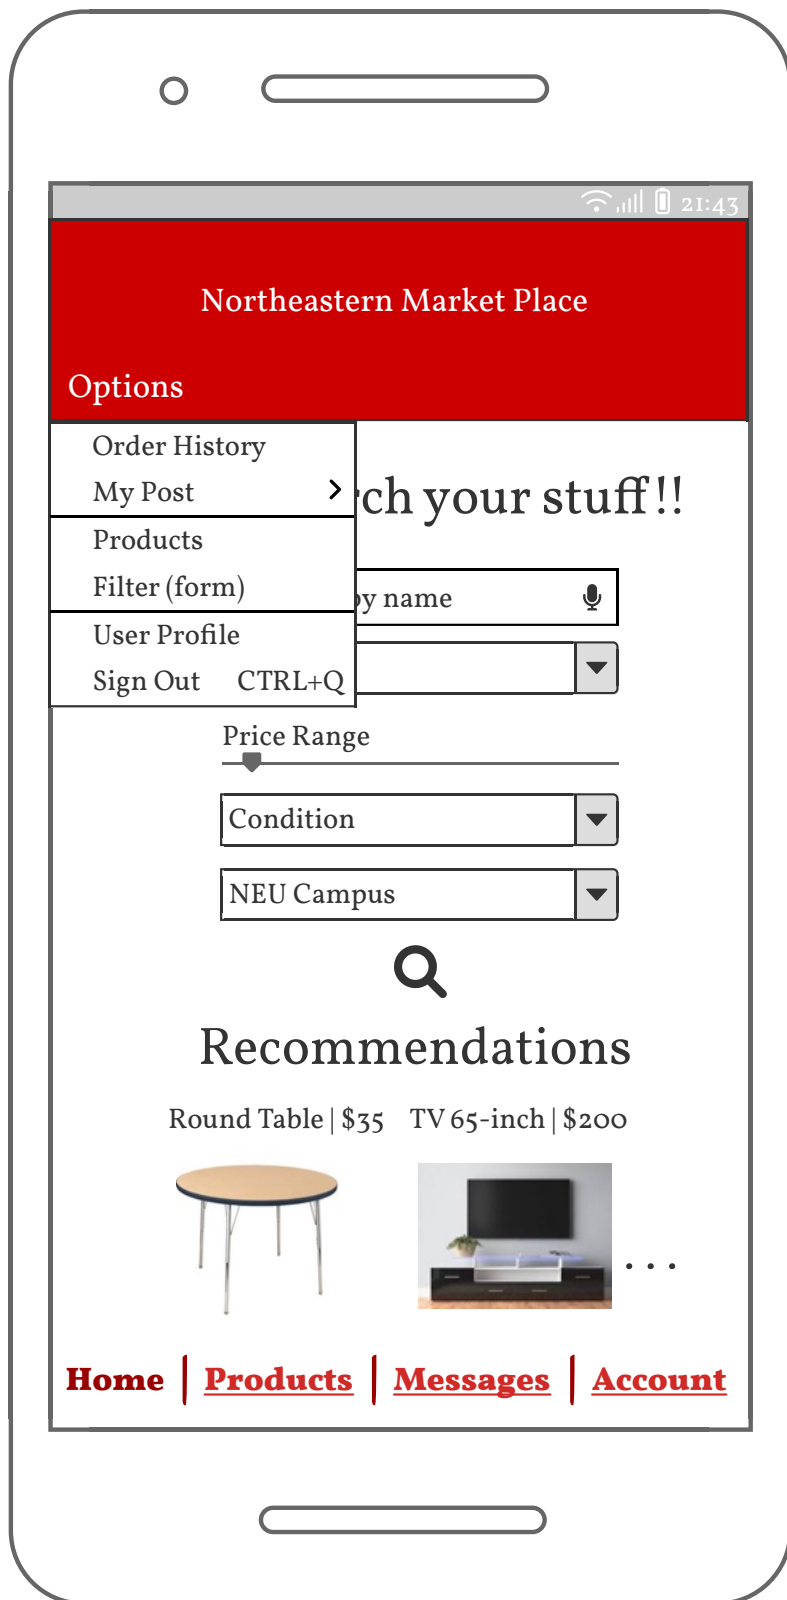 21:43
Northeastern Market Place
Options
Order History
My Post
your stuff!!
Products
Filter (form)
name
User Profile
Sign Out CTRL+Q
Price Range
Condition
NEU Campus
Recommendations
Round Table | $35 TV 65-inch | $200
...
Home | Products | Messages | Account